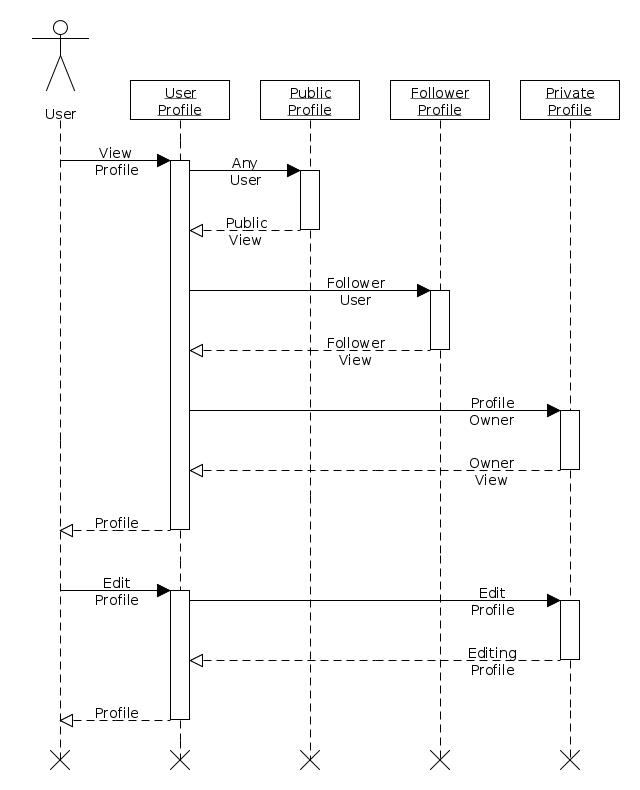 User
User
Profile
Public
Profile
Follower
Profile
Private
Profile
View
Profile
Any
User
Public
View
Follower
User
Follower
View
Profile
Owner
Owner
View
Profile
Edit
Profile
Edit
Profile
Editing
Profile
Profile